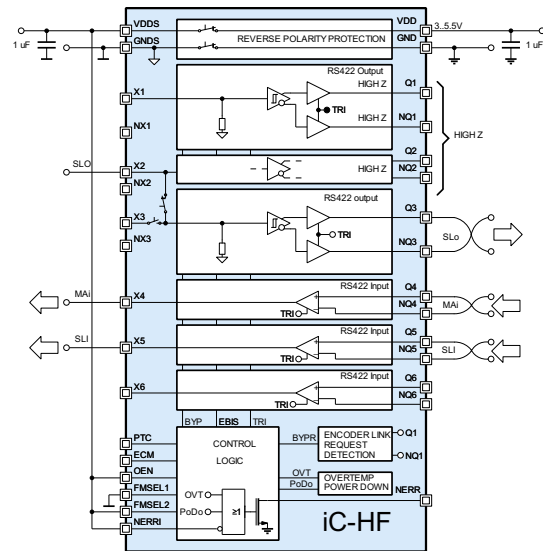 VDDS
VDD
3...5.5V
1 uF
GNDS
REVERSE POLARITY PROTECTION
GND
1 uF
RS422 Output
X1
HIGH Z
Q1
TRI
NX1
HIGH Z
NQ1
HIGH Z
SLO
X2
Q2
HIGH Z
NQ2
NX2
RS422 output
X3
Q3
TRI
SLo
NX3
NQ3
RS422 Input
Q4
MAi
X4
NQ4
MAi
TRI
RS422 Input
Q5
SLI
X5
NQ5
SLI
TRI
RS422 Input
Q6
X6
NQ6
TRI
BYP
EBIS
TRI
PTC
CONTROL
LOGIC
BYPR
ENCODER LINK
REQUEST
DETECTION
Q1
NQ1
ECM
OEN
OVT
PoDo
OVERTEMP
POWER DOWN
NERR
FMSEL1
OVT
FMSEL2
PoDo
≥1
NERRI
iC-HF